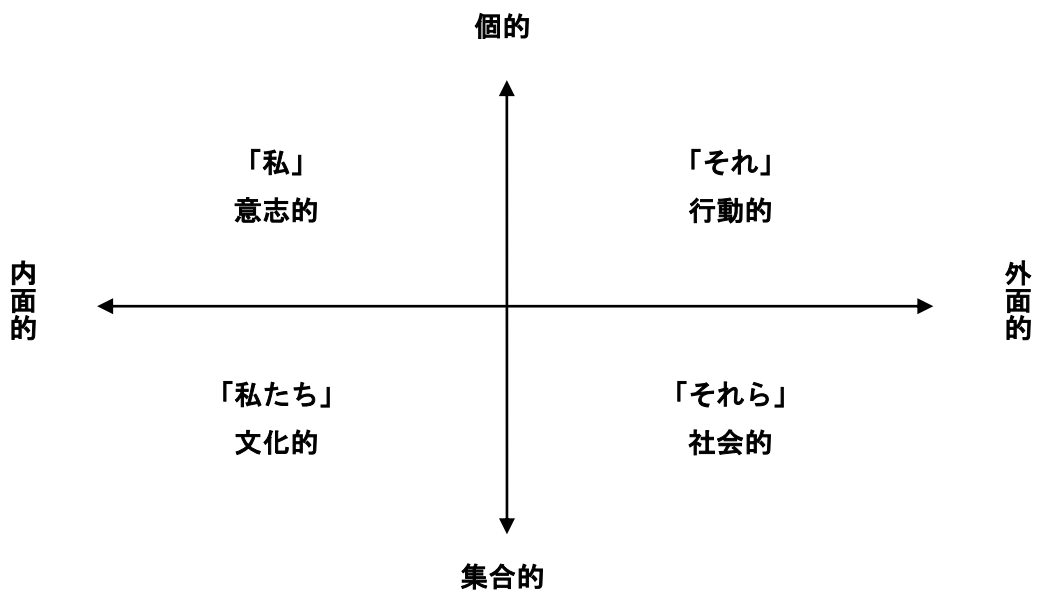 個的
「私」
意志的
「それ」
行動的
内面的
外面的
「私たち」
文化的
「それら」
社会的
集合的